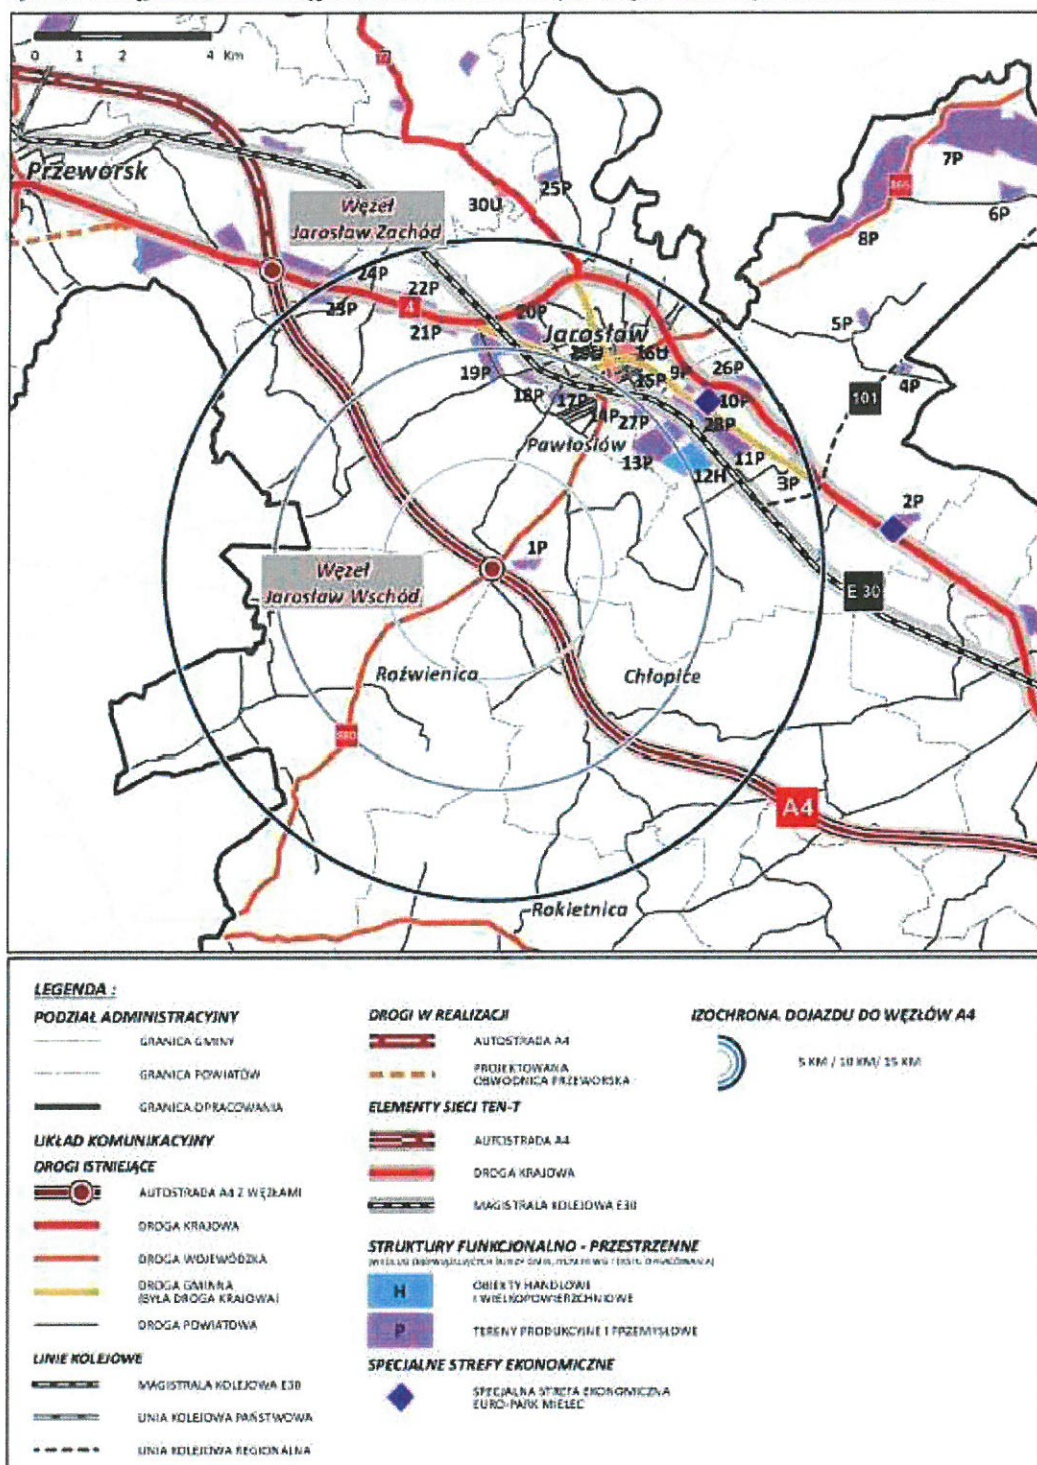 0 1 2 4 Km
77
Przeworsk
Węzeł
Jarosław Zachód
30U
25P
7P
865
6P
8P
24P
22P
23P
4
21P
20P
Jarosław
5P
16U
19P
15P
9P
26P
4P
18P
17P
10P
101
14P
27P
28P
Pawłosiów
13P
11P
12H
3P
2P
1P
Węzeł
Jarosław Wschód
E 30
Roźwienica
Chłopice
880
A4
Rokietnica
LEGENDA :
PODZIAŁ ADMINISTRACYJNY
GRANICA GMINY
GRANICA POWIATÓW
GRANICA OPRACOWANIA
UKŁAD KOMUNIKACYJNY
DROGI ISTNIEJĄCE
AUTOSTRADA A4 Z WĘZŁAMI
DROGA KRAJOWA
DROGA WOJEWÓDZKA
DROGA GMINNA
(BYŁA DROGA KRAJOWA)
DROGA POWIATOWA
LINIE KOLEJOWE
MAGISTRALA KOLEJOWA E30
LINIA KOLEJOWA PAŃSTWOWA
LINIA KOLEJOWA REGIONALNA
DROGI W REALIZACJI
AUTOSTRADA A4
PROJEKTOWANA
OBWODNICA PRZEWORSKA
ELEMENTY SIECI TEN-T
AUTOSTRADA A4
DROGA KRAJOWA
MAGISTRALA KOLEJOWA E30
STRUKTURY FUNKCJONALNO - PRZESTRZENNE
H
OBIEKTY HANDLOWE
I WIELKOPOWIERZCHNIOWE
P
TERENY PRODUKCYJNE I PRZEMYSŁOWE
SPECJALNE STREFY EKONOMICZNE
SPECJALNA STREFA EKONOMICZNA
EURO-PARK MIELEC
IZOCHRONA DOJAZDU DO WĘZŁÓW A4
5 KM / 10 KM/ 15 KM